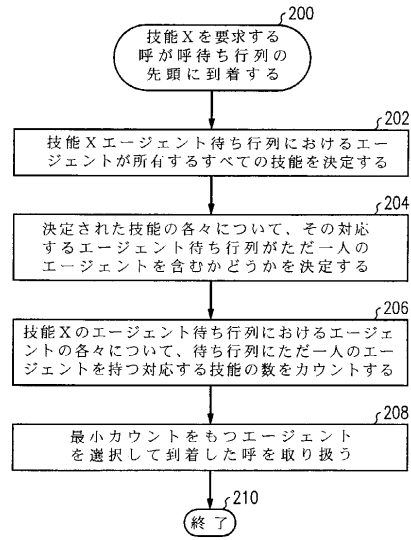 200
技能Xを要求する
呼が呼待ち行列の
先頭に到着する
202
技能Xエージェント待ち行列におけるエー
ジェントが所有するすべての技能を決定する
204
決定された技能の各々について、その対応
するエージェント待ち行列がただ一人の
エージェントを含むかどうかを決定する
206
技能Xのエージェント待ち行列におけるエージェ
ントの各々について、待ち行列にただ一人のエー
ジェントを持つ対応する技能の数をカウントする
208
最小カウントをもつエージェント
を選択して到着した呼を取り扱う
210
終了